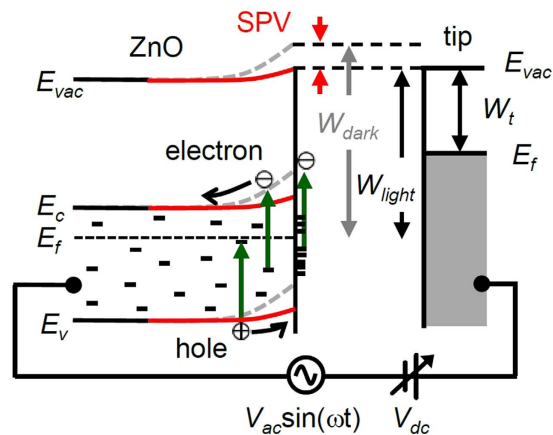 SPV
ZnO
tip
E_vac
E_vac
W_dark
W_t
electron
E_f
W_light
E_c
E_f
E_v
hole
V_ac sin(ωt)
V_dc